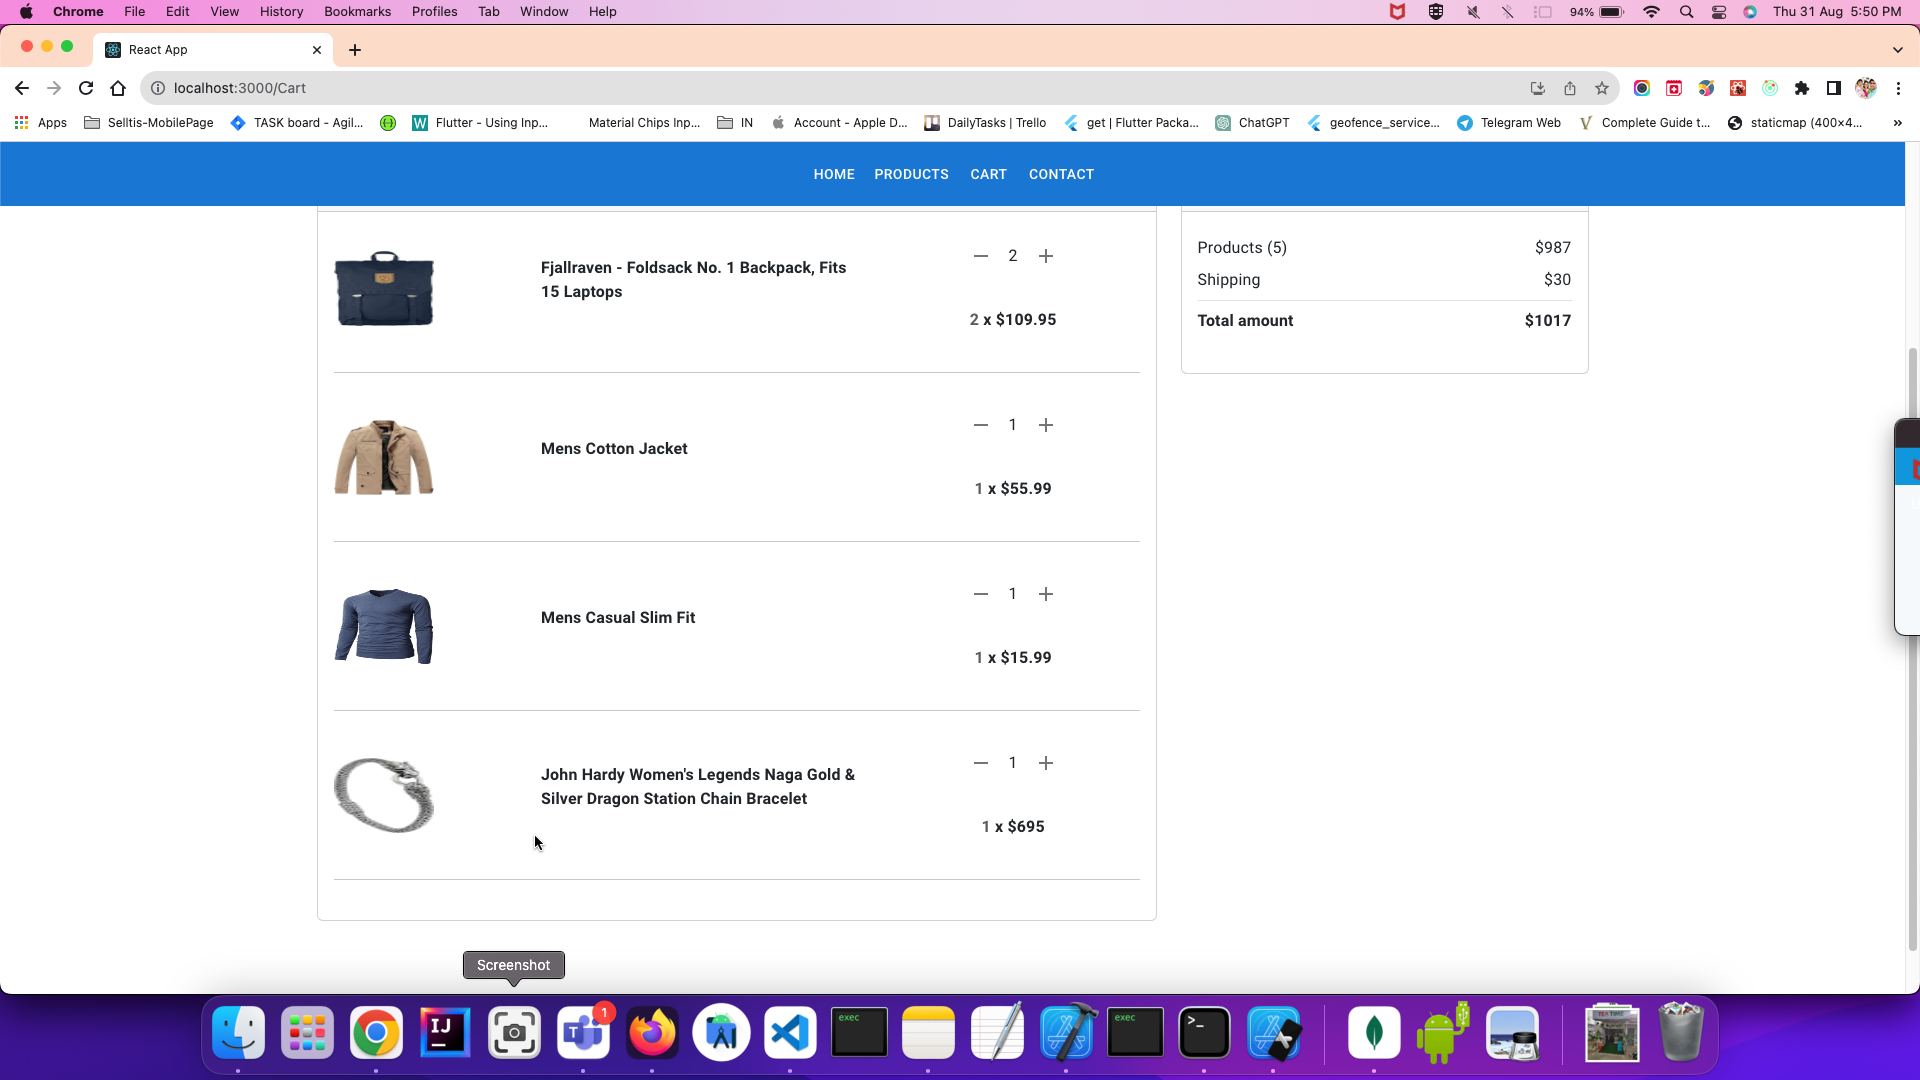 Chrome File Edit View History Bookmarks Profiles Tab Window Help 94% Thu 31 Aug 5:50 PM
React App
localhost:3000/Cart
Apps Selltis-MobilePage TASK board - Agil... Flutter - Using Inp... Material Chips Inp... IN Account - Apple D... DailyTasks | Trello get | Flutter Packa... ChatGPT geofence_service... Telegram Web Complete Guide t... staticmap (400×4... »
HOME PRODUCTS CART CONTACT
Fjallraven - Foldsack No. 1 Backpack, Fits
15 Laptops
2
2 x $109.95
Mens Cotton Jacket
1
1 x $55.99
Mens Casual Slim Fit
1
1 x $15.99
John Hardy Women's Legends Naga Gold &
Silver Dragon Station Chain Bracelet
1
1 x $695
Products (5) $987
Shipping $30
Total amount $1017
Screenshot
IJ
1
exec
exec
>_